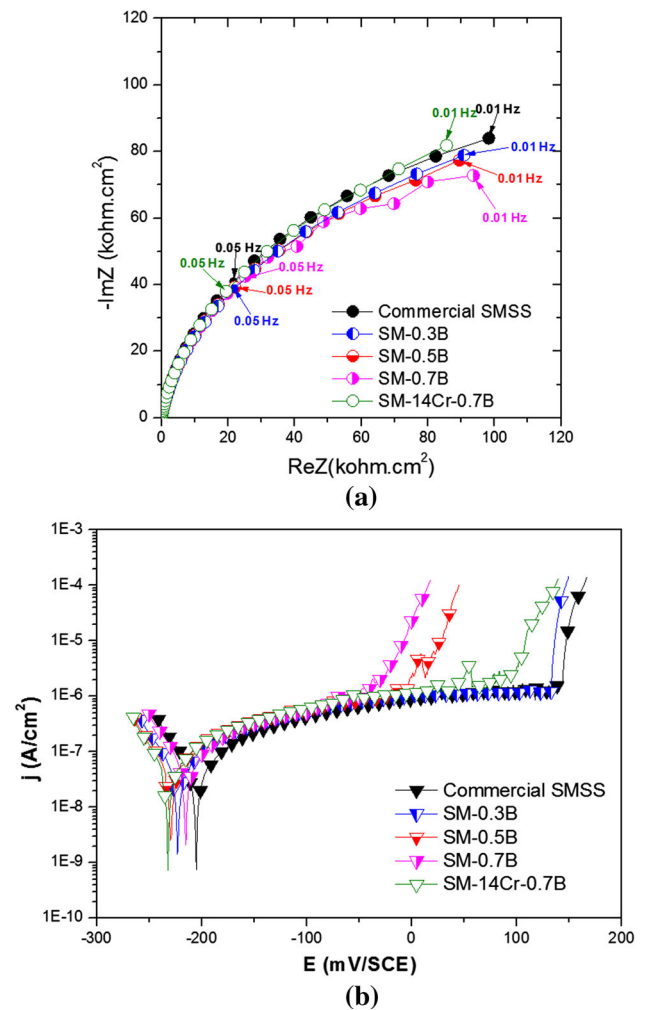 120
100
80
60
40
20
0
-ImZ (kohm.cm²)
0.01 Hz
0.01 Hz
0.01Hz
0.01 Hz
0.01 Hz
0.05 Hz
0.05 Hz
0.05 Hz
0.05 Hz
0.05 Hz
Commercial SMSS
SM-0.3B
SM-0.5B
SM-0.7B
SM-14Cr-0.7B
0 20 40 60 80 100 120
ReZ(kohm.cm²)
(a)
1E-3
1E-4
1E-5
1E-6
1E-7
1E-8
1E-9
1E-10
j (A/cm²)
Commercial SMSS
SM-0.3B
SM-0.5B
SM-0.7B
SM-14Cr-0.7B
-300 -200 -100 0 100 200
E (mV/SCE)
(b)